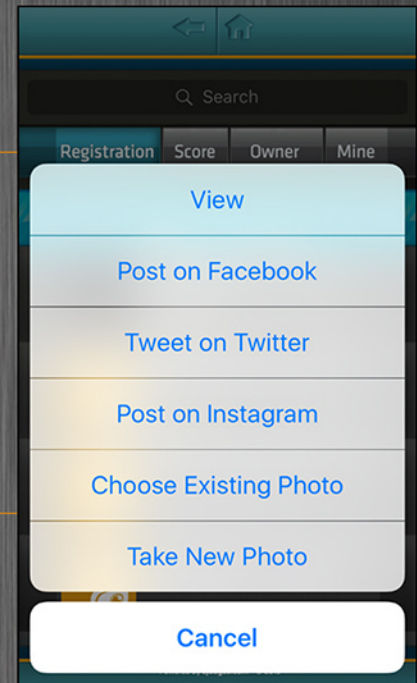 Search
Registration Score Owner Mine
View
Post on Facebook
Tweet on Twitter
Post on Instagram
Choose Existing Photo
Take New Photo
Cancel